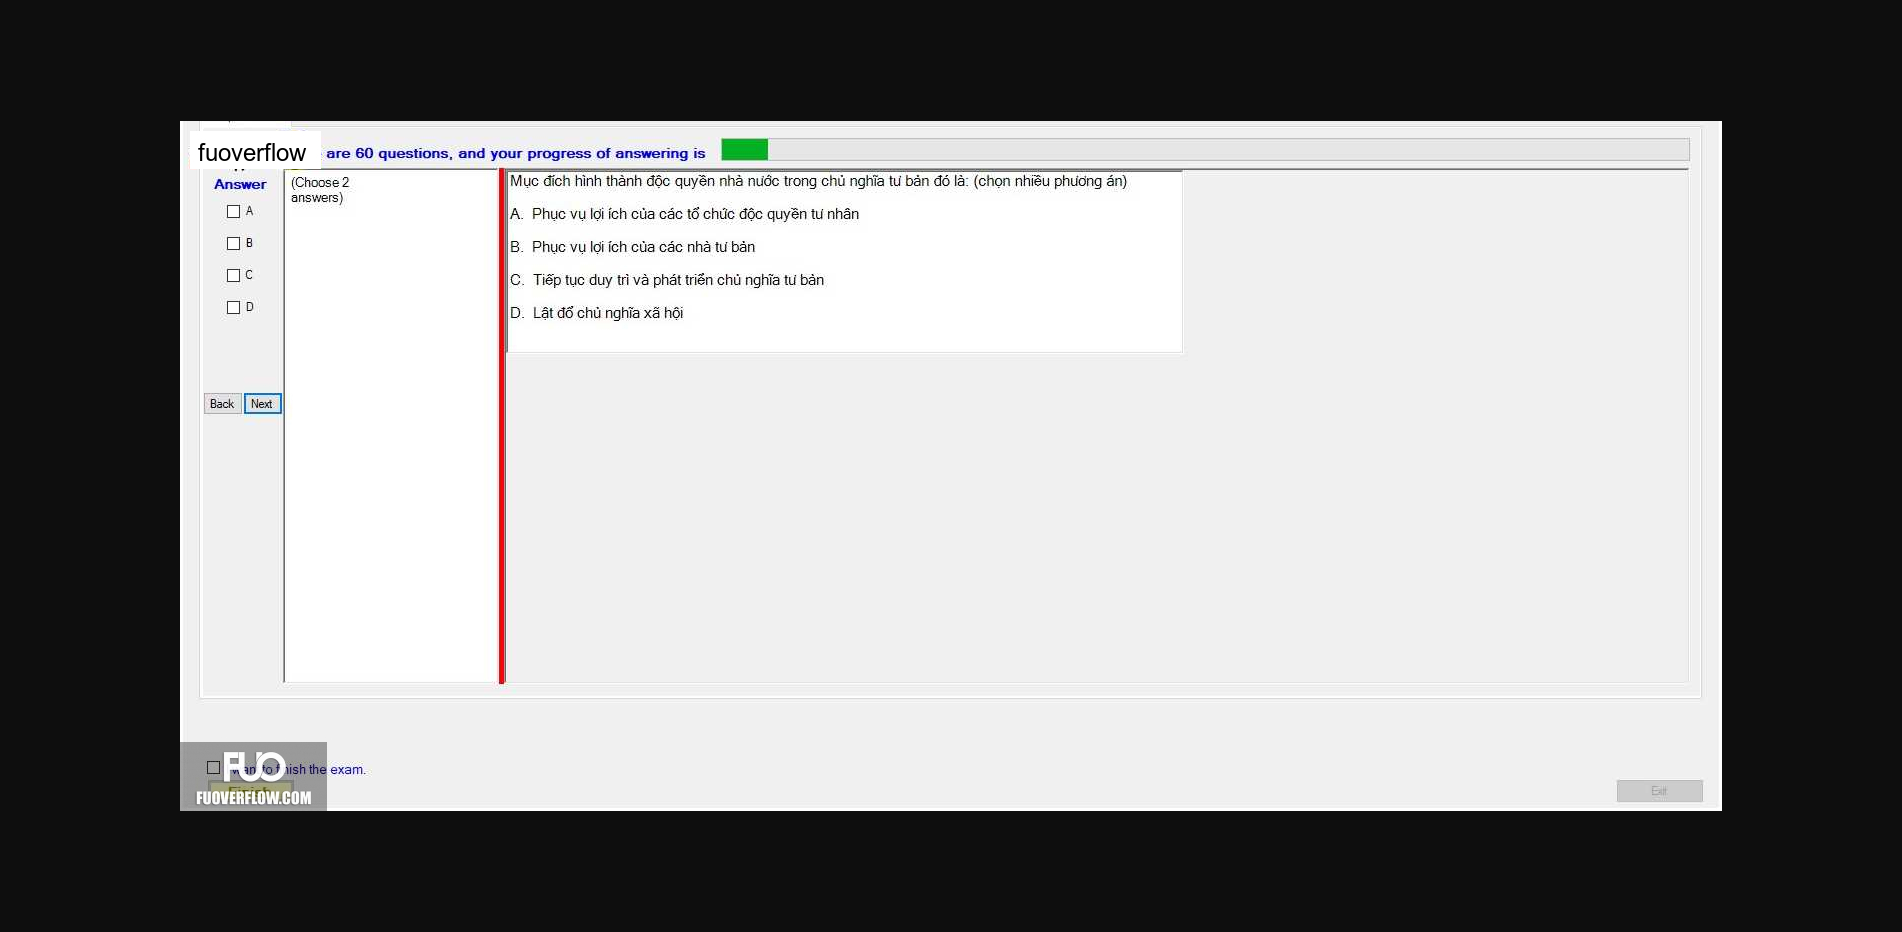 fuoverflow
are 60 questions, and your progress of answering is
Answer
A
B
C
D
Back
Next
(Choose 2
answers)
Mục đích hình thành độc quyền nhà nước trong chủ nghĩa tư bản đó là: (chọn nhiều phương án)
A. Phục vụ lợi ích của các tổ chức độc quyền tư nhân
B. Phục vụ lợi ích của các nhà tư bản
C. Tiếp tục duy trì và phát triển chủ nghĩa tư bản
D. Lật đổ chủ nghĩa xã hội
FUO
want to finish the exam.
Finish
FUOVERFLOW.COM
Exit